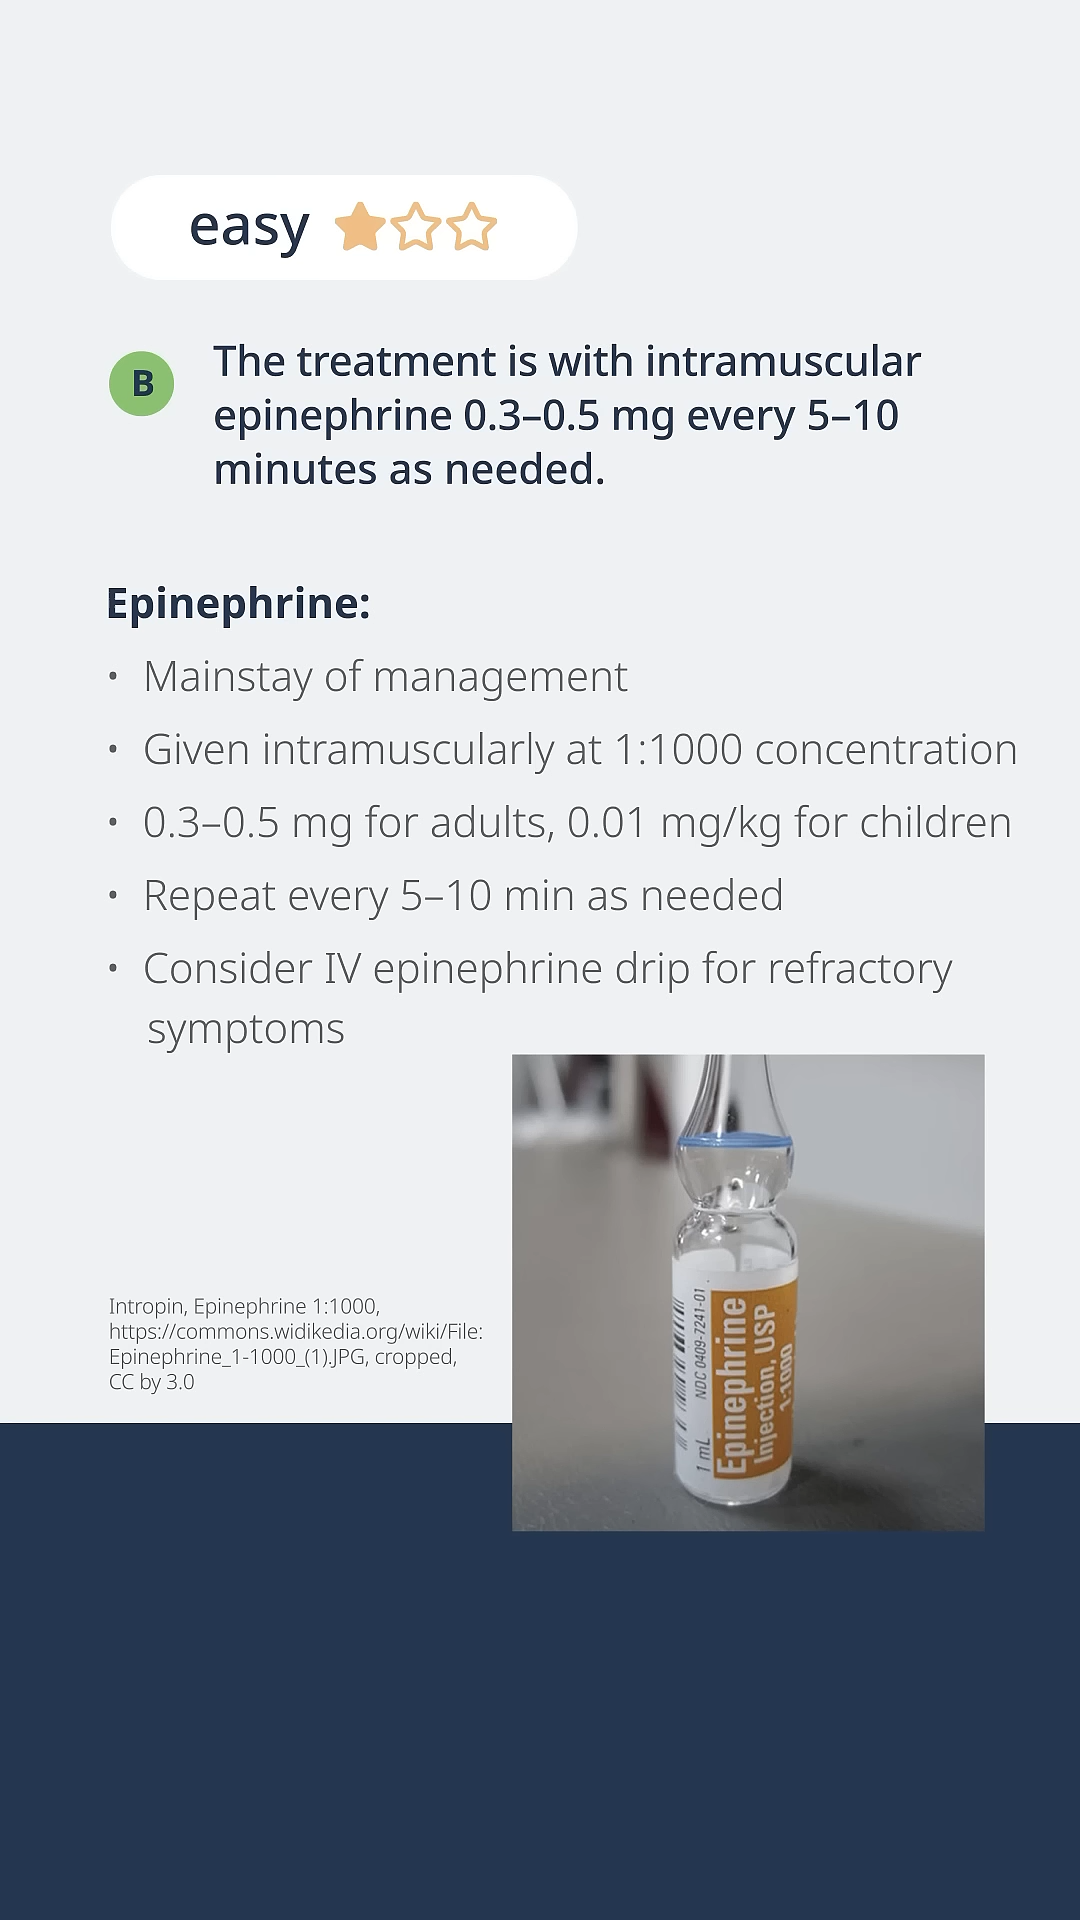 easy
B
The treatment is with intramuscular
epinephrine 0.3–0.5 mg every 5–10
minutes as needed.
Epinephrine:
• Mainstay of management
• Given intramuscularly at 1:1000 concentration
• 0.3–0.5 mg for adults, 0.01 mg/kg for children
• Repeat every 5–10 min as needed
• Consider IV epinephrine drip for refractory
symptoms
Intropin, Epinephrine 1:1000,
https://commons.widikedia.org/wiki/File:
Epinephrine_1-1000_(1).JPG, cropped,
CC by 3.0
1 mL NDC 0409-7241-01
Epinephrine
Injection, USP
1:1000